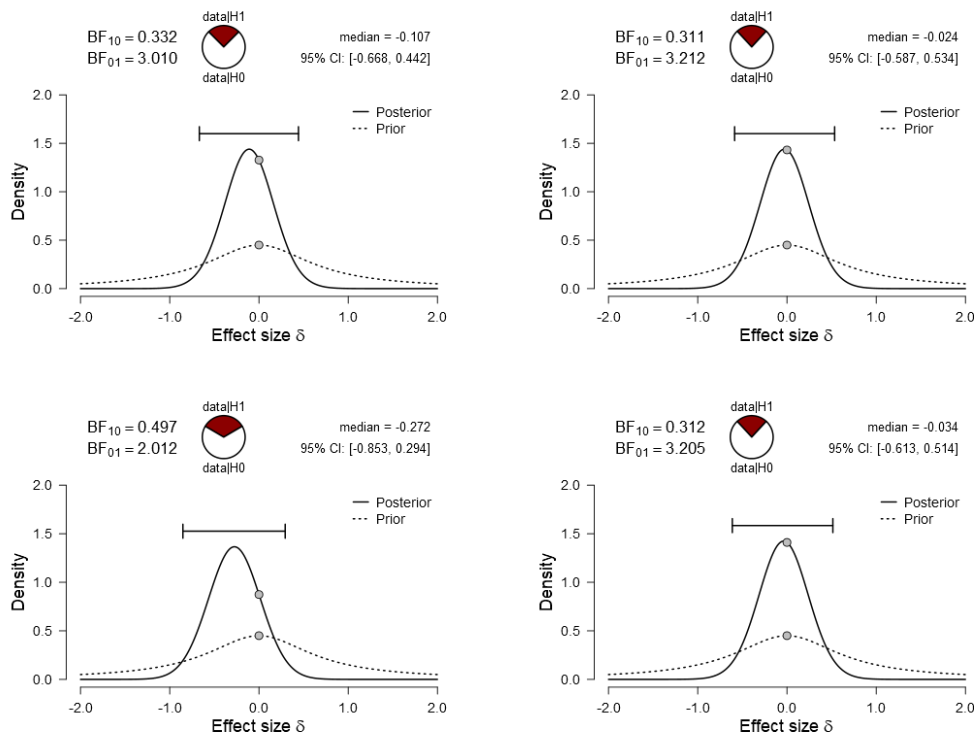 data|H1
BF10 = 0.332
median = -0.107
BF01 = 3.010
95% CI: [-0.668, 0.442]
data|H0
2.0
Posterior
Prior
1.5
1.0
0.5
0.0
Density
-2.0 -1.0 0.0 1.0 2.0
Effect size δ
data|H1
BF10 = 0.311
median = -0.024
BF01 = 3.212
95% CI: [-0.587, 0.534]
data|H0
2.0
Posterior
Prior
1.5
1.0
0.5
0.0
Density
-2.0 -1.0 0.0 1.0 2.0
Effect size δ
data|H1
BF10 = 0.497
median = -0.272
BF01 = 2.012
95% CI: [-0.853, 0.294]
data|H0
2.0
Posterior
Prior
1.5
1.0
0.5
0.0
Density
-2.0 -1.0 0.0 1.0 2.0
Effect size δ
data|H1
BF10 = 0.312
median = -0.034
BF01 = 3.205
95% CI: [-0.613, 0.514]
data|H0
2.0
Posterior
Prior
1.5
1.0
0.5
0.0
Density
-2.0 -1.0 0.0 1.0 2.0
Effect size δ